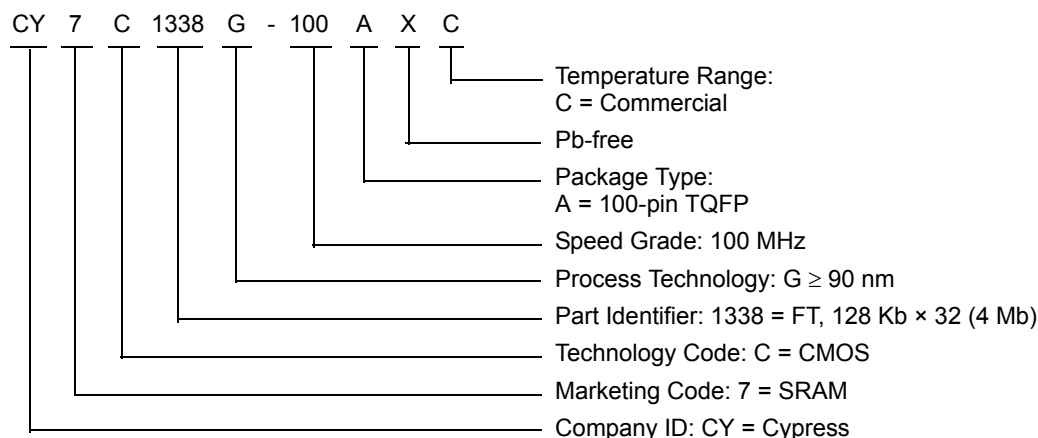 CY 7 C 1338 G - 100 A X C
Temperature Range:
C = Commercial
Pb-free
Package Type:
A = 100-pin TQFP
Speed Grade: 100 MHz
Process Technology: G ≥ 90 nm
Part Identifier: 1338 = FT, 128 Kb × 32 (4 Mb)
Technology Code: C = CMOS
Marketing Code: 7 = SRAM
Company ID: CY = Cypress